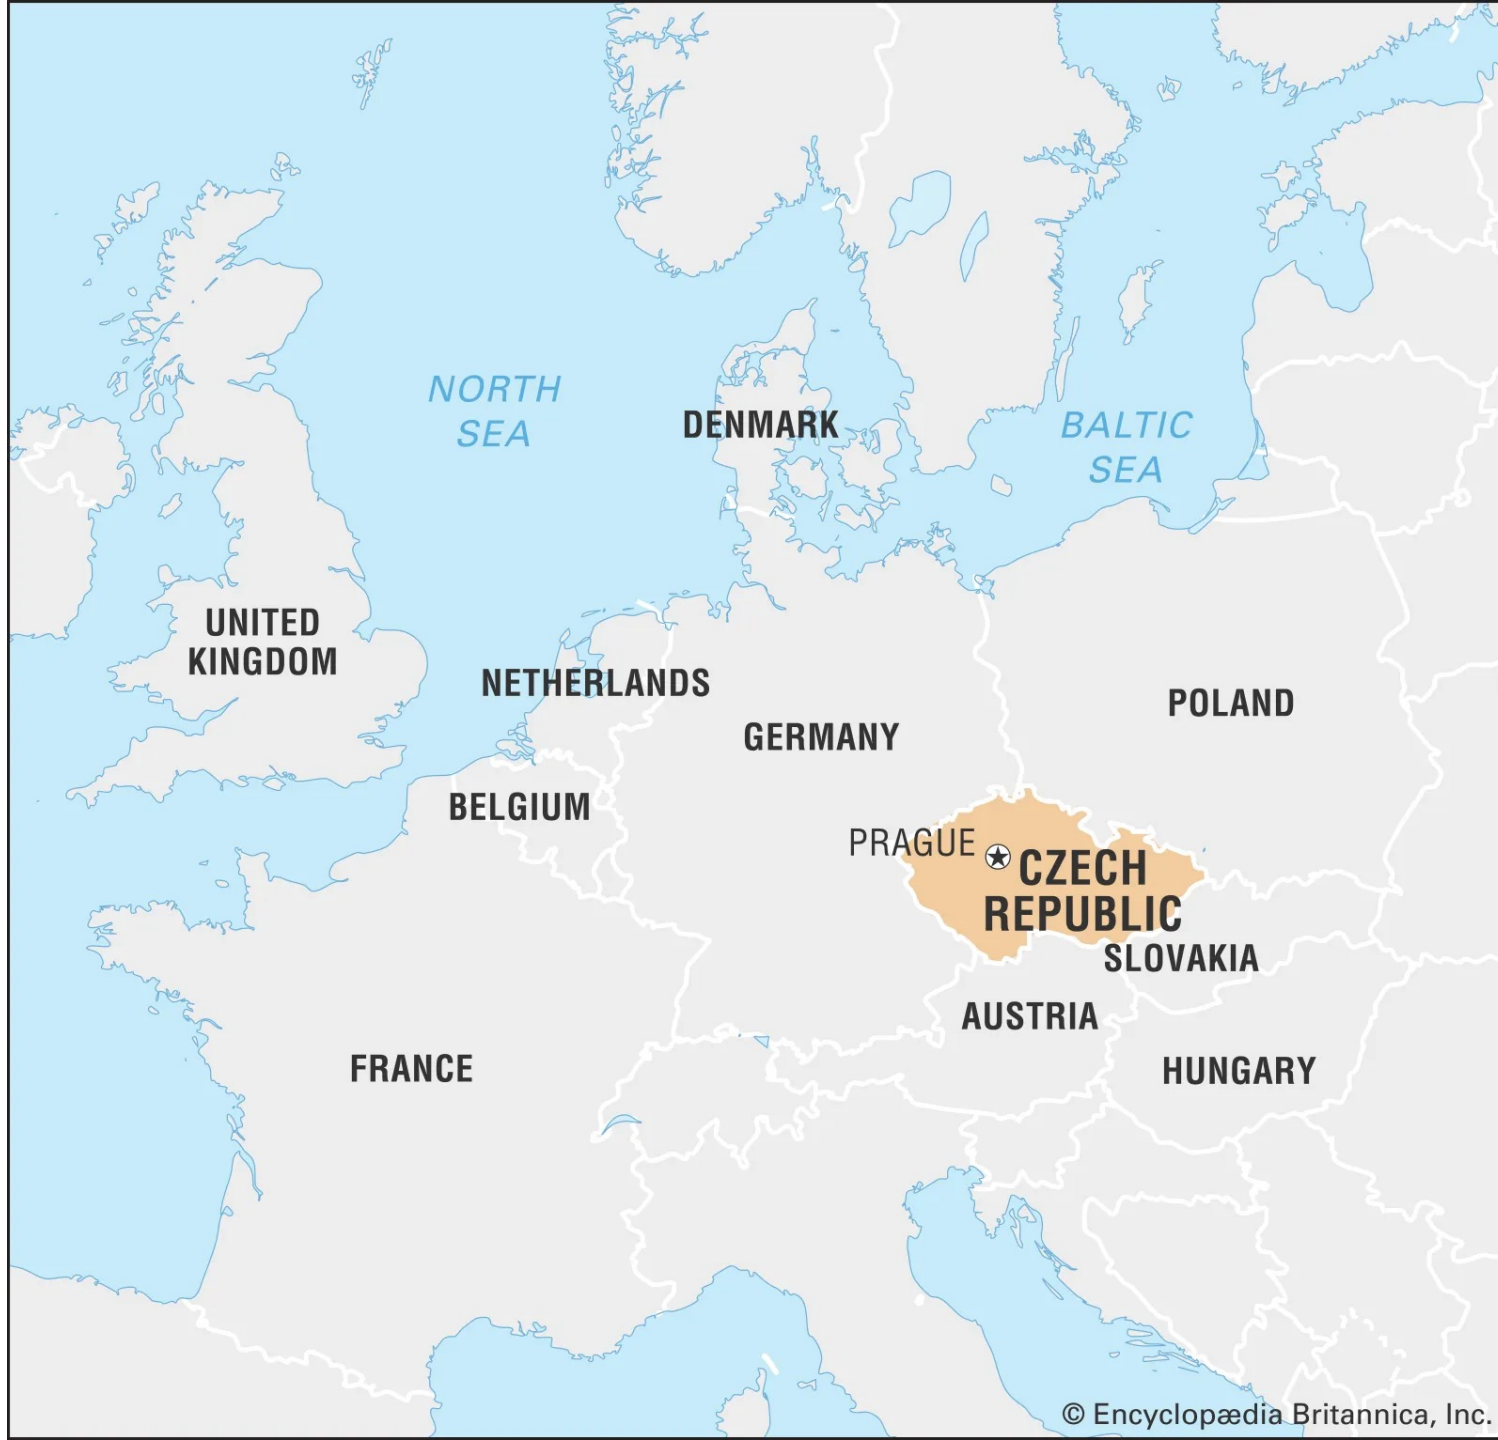 NORTH
SEA
DENMARK
BALTIC
SEA
UNITED
KINGDOM
NETHERLANDS
POLAND
GERMANY
BELGIUM
PRAGUE
CZECH
REPUBLIC
SLOVAKIA
AUSTRIA
FRANCE
HUNGARY
© Encyclopædia Britannica, Inc.